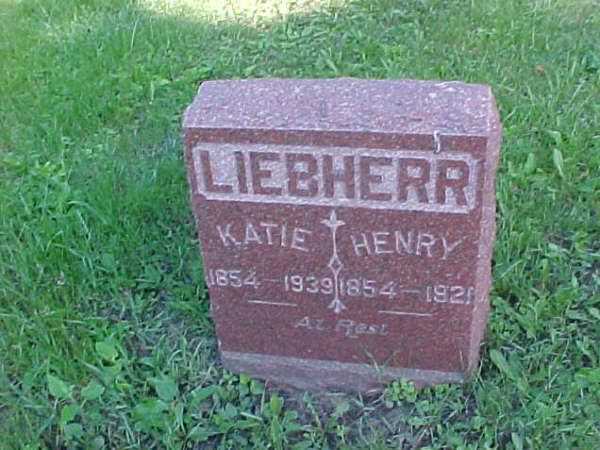 LIEBHERR
KATIE HENRY
1854 - 1939 1854 - 1921
At Rest